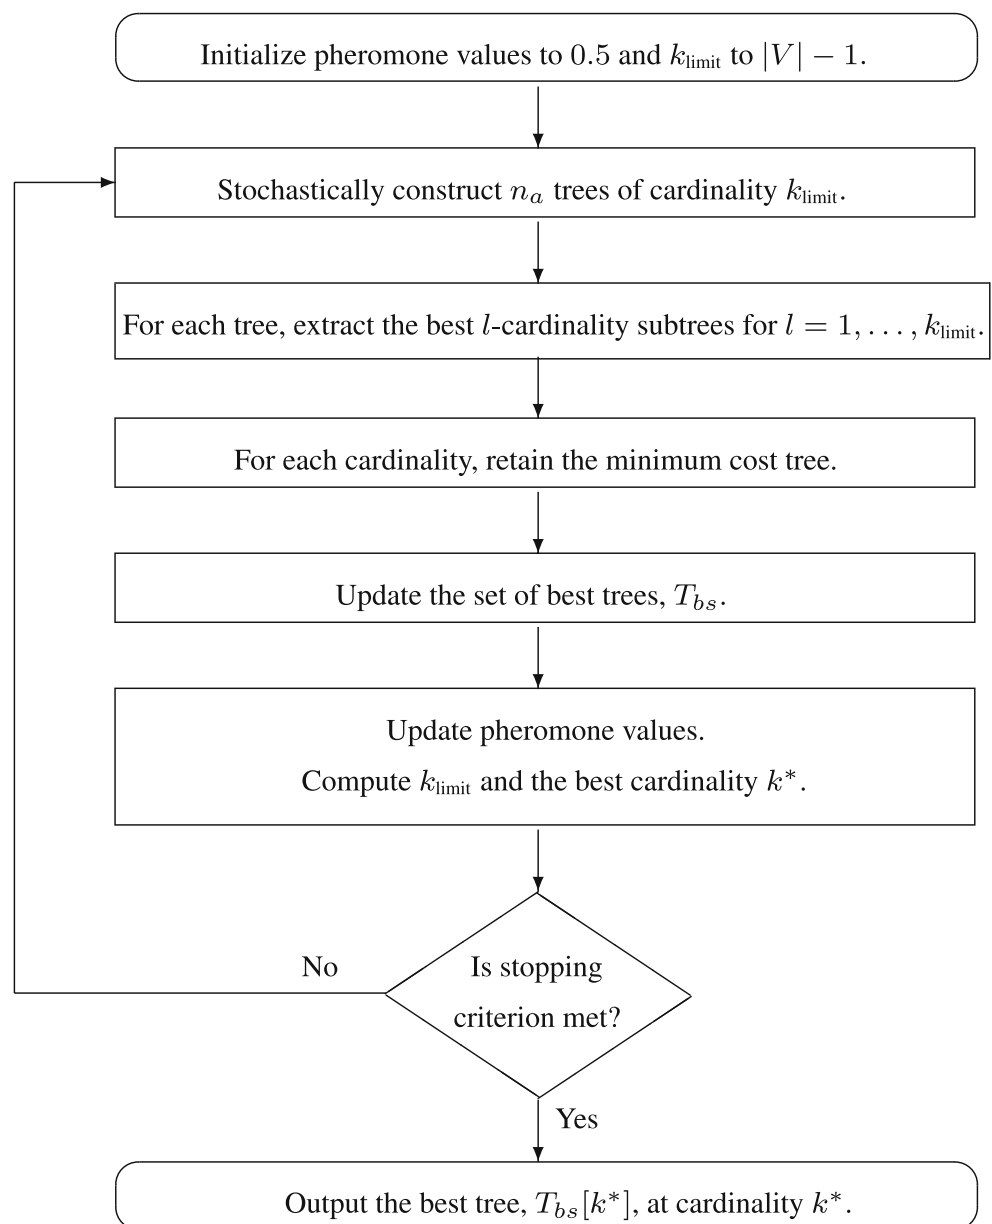 Initialize pheromone values to 0.5 and k_limit to |V| − 1.
Stochastically construct n_a trees of cardinality k_limit.
For each tree, extract the best l-cardinality subtrees for l = 1, . . . , k_limit.
For each cardinality, retain the minimum cost tree.
Update the set of best trees, T_bs.
Update pheromone values.
Compute k_limit and the best cardinality k*.
No
Is stopping
criterion met?
Yes
Output the best tree, T_bs[k*], at cardinality k*.